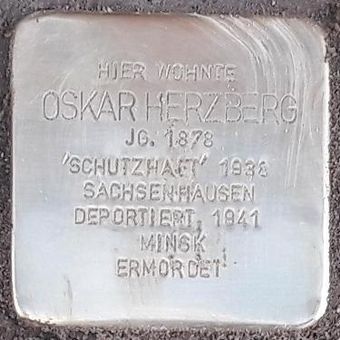 HIER WOHNTE
OSKAR HERZBERG
JG. 1878
'SCHUTZHAFT' 1938
SACHSENHAUSEN
DEPORTIERT 1941
MINSK
ERMORDET